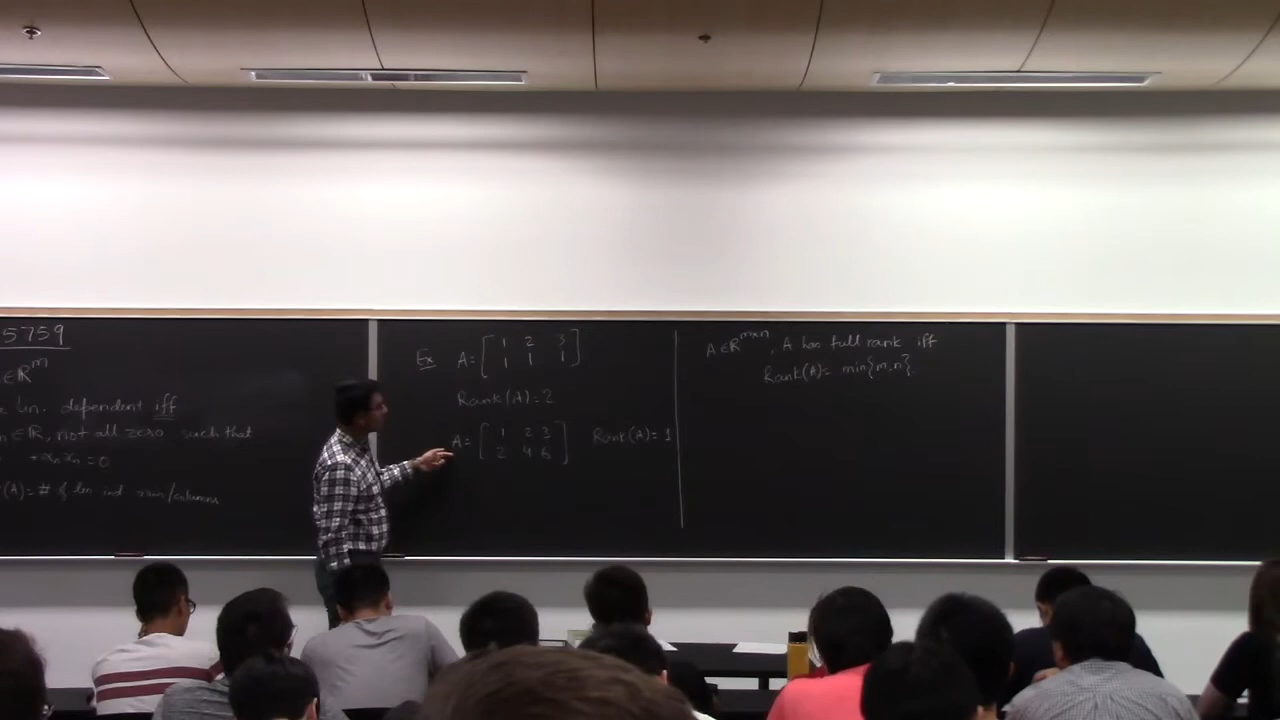 5759
∈ℝᵐ
lin. dependent iff
∈ℝ, not all zero such that
+αₙxₙ=0
(A)= # of lin ind rows/columns
Ex A=[1 2 3
1 1 1]
Rank(A)=2
A=[1 2 3
2 4 6] Rank(A)=1
A∈ℝᵐˣⁿ, A has full rank iff
Rank(A)= min{m,n}.